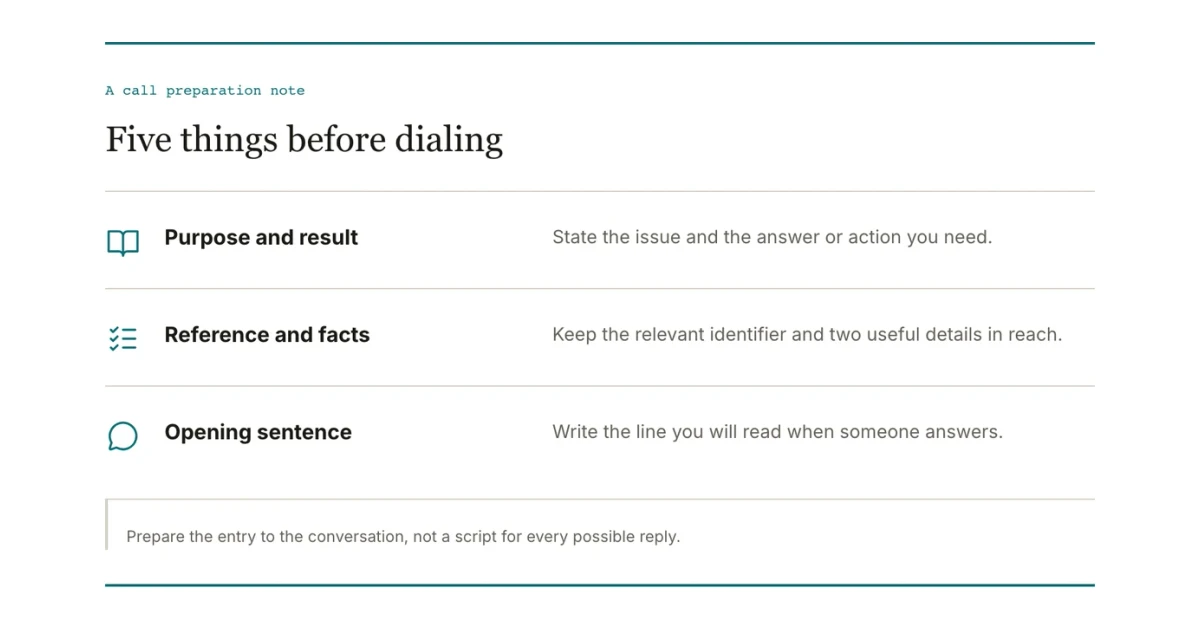 A call preparation note
Five things before dialing
Purpose and result
State the issue and the answer or action you need.
Reference and facts
Keep the relevant identifier and two useful details in reach.
Opening sentence
Write the line you will read when someone answers.
Prepare the entry to the conversation, not a script for every possible reply.